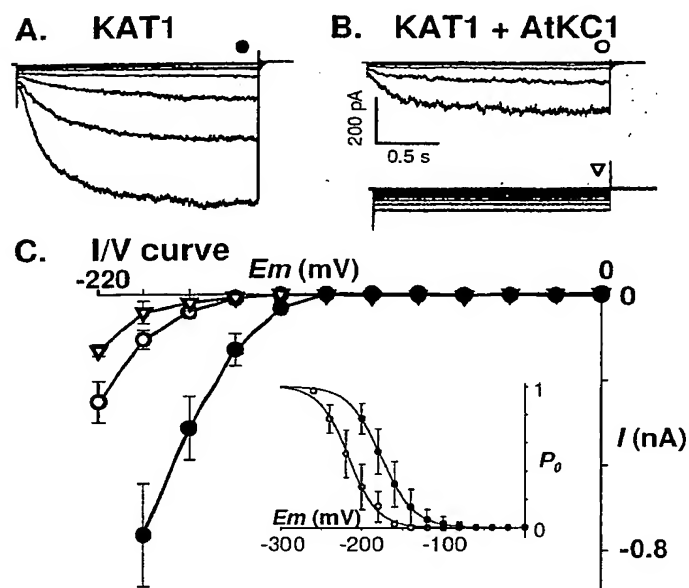 A. KAT1
B. KAT1 + AtKC1
200 pA
0.5 s
C. I/V curve
-220
Em (mV)
0
0
I (nA)
-0.8
1
P0
0
Em (mV)
-300
-200
-100